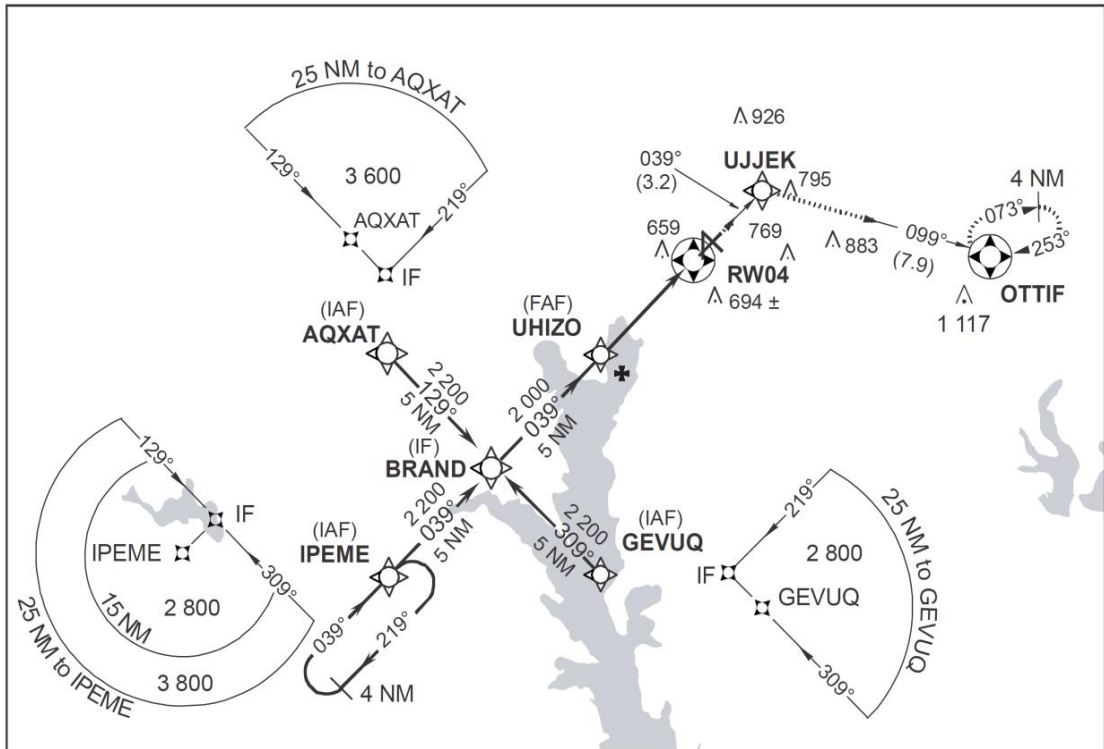 25 NM to AQXAT
129°
3 600
219°
AQXAT
IF
926
UJJEK
039°
(3.2)
795
4 NM
073°
659
769
883
099°
(7.9)
253°
RW04
OTTIF
694 ±
1 117
(FAF)
UHIZO
(IAF)
AQXAT
2 200
129°
5 NM
2 000
039°
5 NM
(IF)
BRAND
2 200
039°
5 NM
(IAF)
IPEME
2 200
309°
5 NM
(IAF)
GEVUQ
039°
219°
4 NM
129°
IF
IPEME
309°
2 800
15 NM
3 800
25 NM to IPEME
219°
2 800
IF
GEVUQ
309°
25 NM to GEVUQ